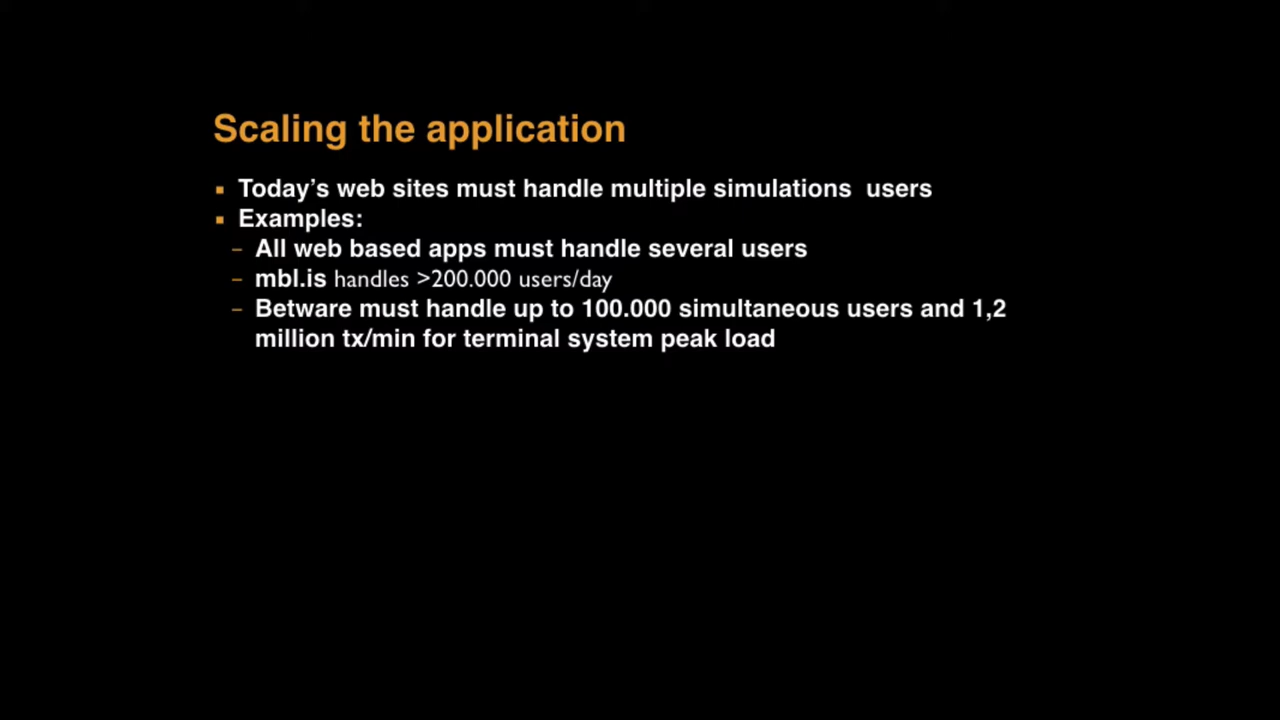 Scaling the application
▪ Today’s web sites must handle multiple simulations  users
▪ Examples:
– All web based apps must handle several users
– mbl.is handles >200.000 users/day
– Betware must handle up to 100.000 simultaneous users and 1,2
million tx/min for terminal system peak load